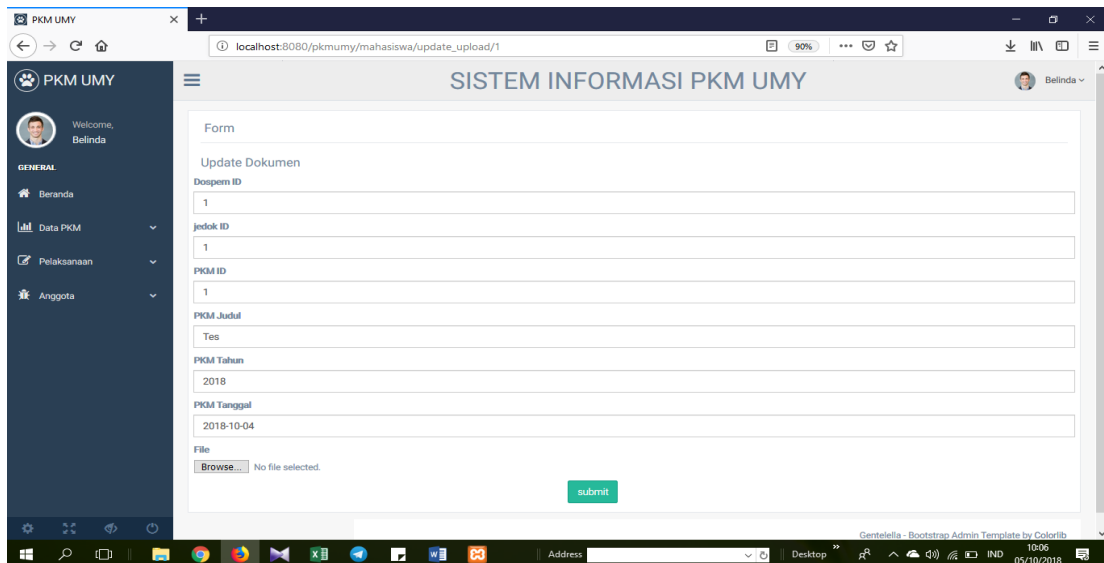 PKM UMY
localhost:8080/pkmumy/mahasiswa/update_upload/1
90%
PKM UMY
SISTEM INFORMASI PKM UMY
Belinda
Welcome,
Belinda
GENERAL
Beranda
Data PKM
Pelaksanaan
Anggota
Form
Update Dokumen
Dospem ID
1
jedok ID
1
PKM ID
1
PKM Judul
Tes
PKM Tahun
2018
PKM Tanggal
2018-10-04
File
Browse... No file selected.
submit
Gentelella - Bootstrap Admin Template by Colorlib
Address
Desktop
IND
10:06
05/10/2018